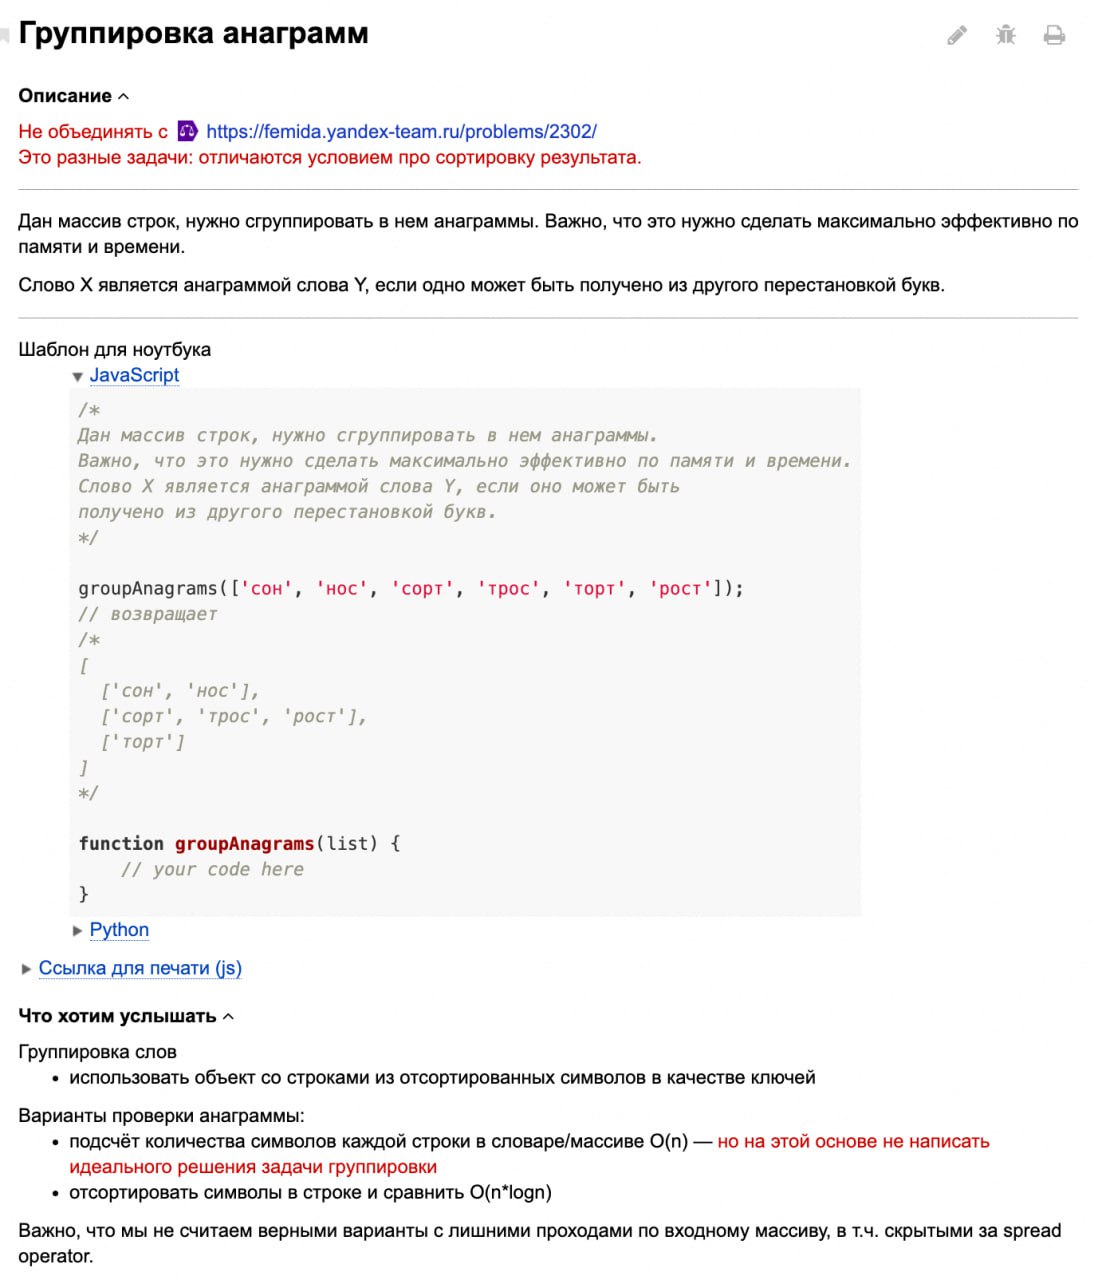 Группировка анаграмм
Описание
Не объединять с https://femida.yandex-team.ru/problems/2302/
Это разные задачи: отличаются условием про сортировку результата.
Дан массив строк, нужно сгруппировать в нем анаграммы. Важно, что это нужно сделать максимально эффективно по
памяти и времени.
Слово X является анаграммой слова Y, если одно может быть получено из другого перестановкой букв.
Шаблон для ноутбука
JavaScript
/*
Дан массив строк, нужно сгруппировать в нем анаграммы.
Важно, что это нужно сделать максимально эффективно по памяти и времени.
Слово X является анаграммой слова Y, если оно может быть
получено из другого перестановкой букв.
*/
groupAnagrams(['сон', 'нос', 'сорт', 'трос', 'торт', 'рост']);
// возвращает
/*
[
['сон', 'нос'],
['сорт', 'трос', 'рост'],
['торт']
]
*/
function groupAnagrams(list) {
// your code here
}
Python
Ссылка для печати (js)
Что хотим услышать
Группировка слов
• использовать объект со строками из отсортированных символов в качестве ключей
Варианты проверки анаграммы:
• подсчёт количества символов каждой строки в словаре/массиве O(n) — но на этой основе не написать
идеального решения задачи группировки
• отсортировать символы в строке и сравнить O(n*logn)
Важно, что мы не считаем верными варианты с лишними проходами по входному массиву, в т.ч. скрытыми за spread
operator.